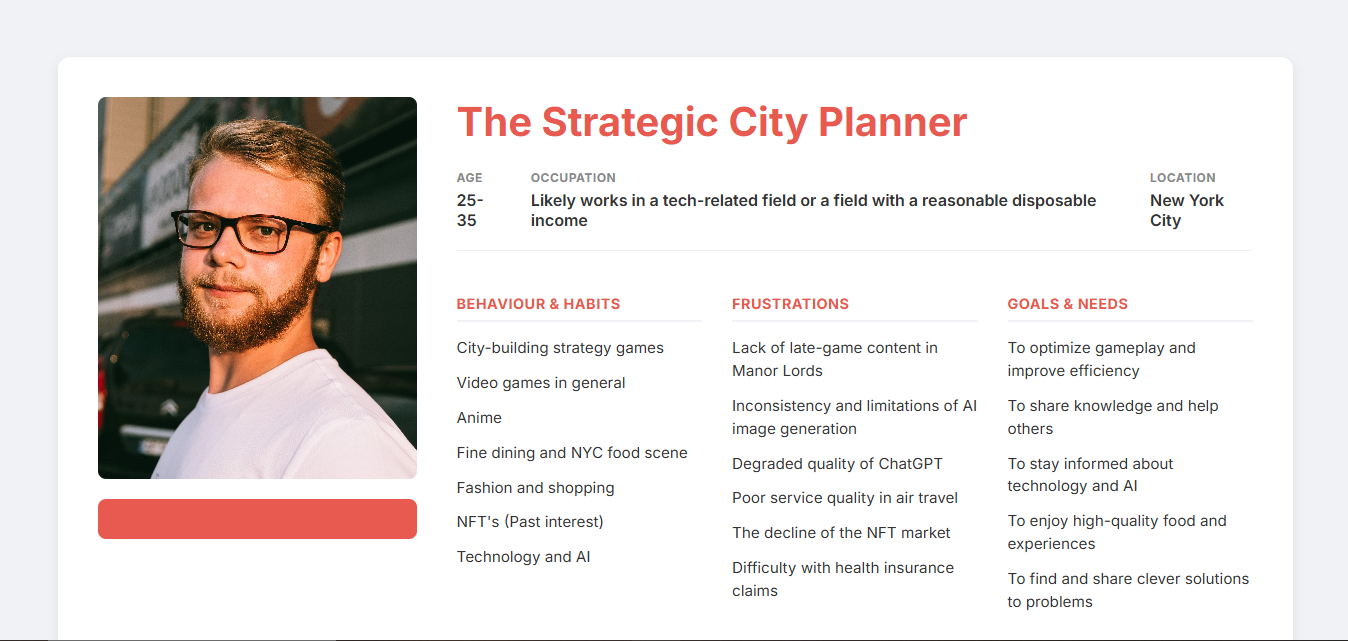 The Strategic City Planner
AGE
25-
35
OCCUPATION
Likely works in a tech-related field or a field with a reasonable disposable
income
LOCATION
New York
City
BEHAVIOUR & HABITS
City-building strategy games
Video games in general
Anime
Fine dining and NYC food scene
Fashion and shopping
NFT's (Past interest)
Technology and AI
FRUSTRATIONS
Lack of late-game content in
Manor Lords
Inconsistency and limitations of AI
image generation
Degraded quality of ChatGPT
Poor service quality in air travel
The decline of the NFT market
Difficulty with health insurance
claims
GOALS & NEEDS
To optimize gameplay and
improve efficiency
To share knowledge and help
others
To stay informed about
technology and AI
To enjoy high-quality food and
experiences
To find and share clever solutions
to problems